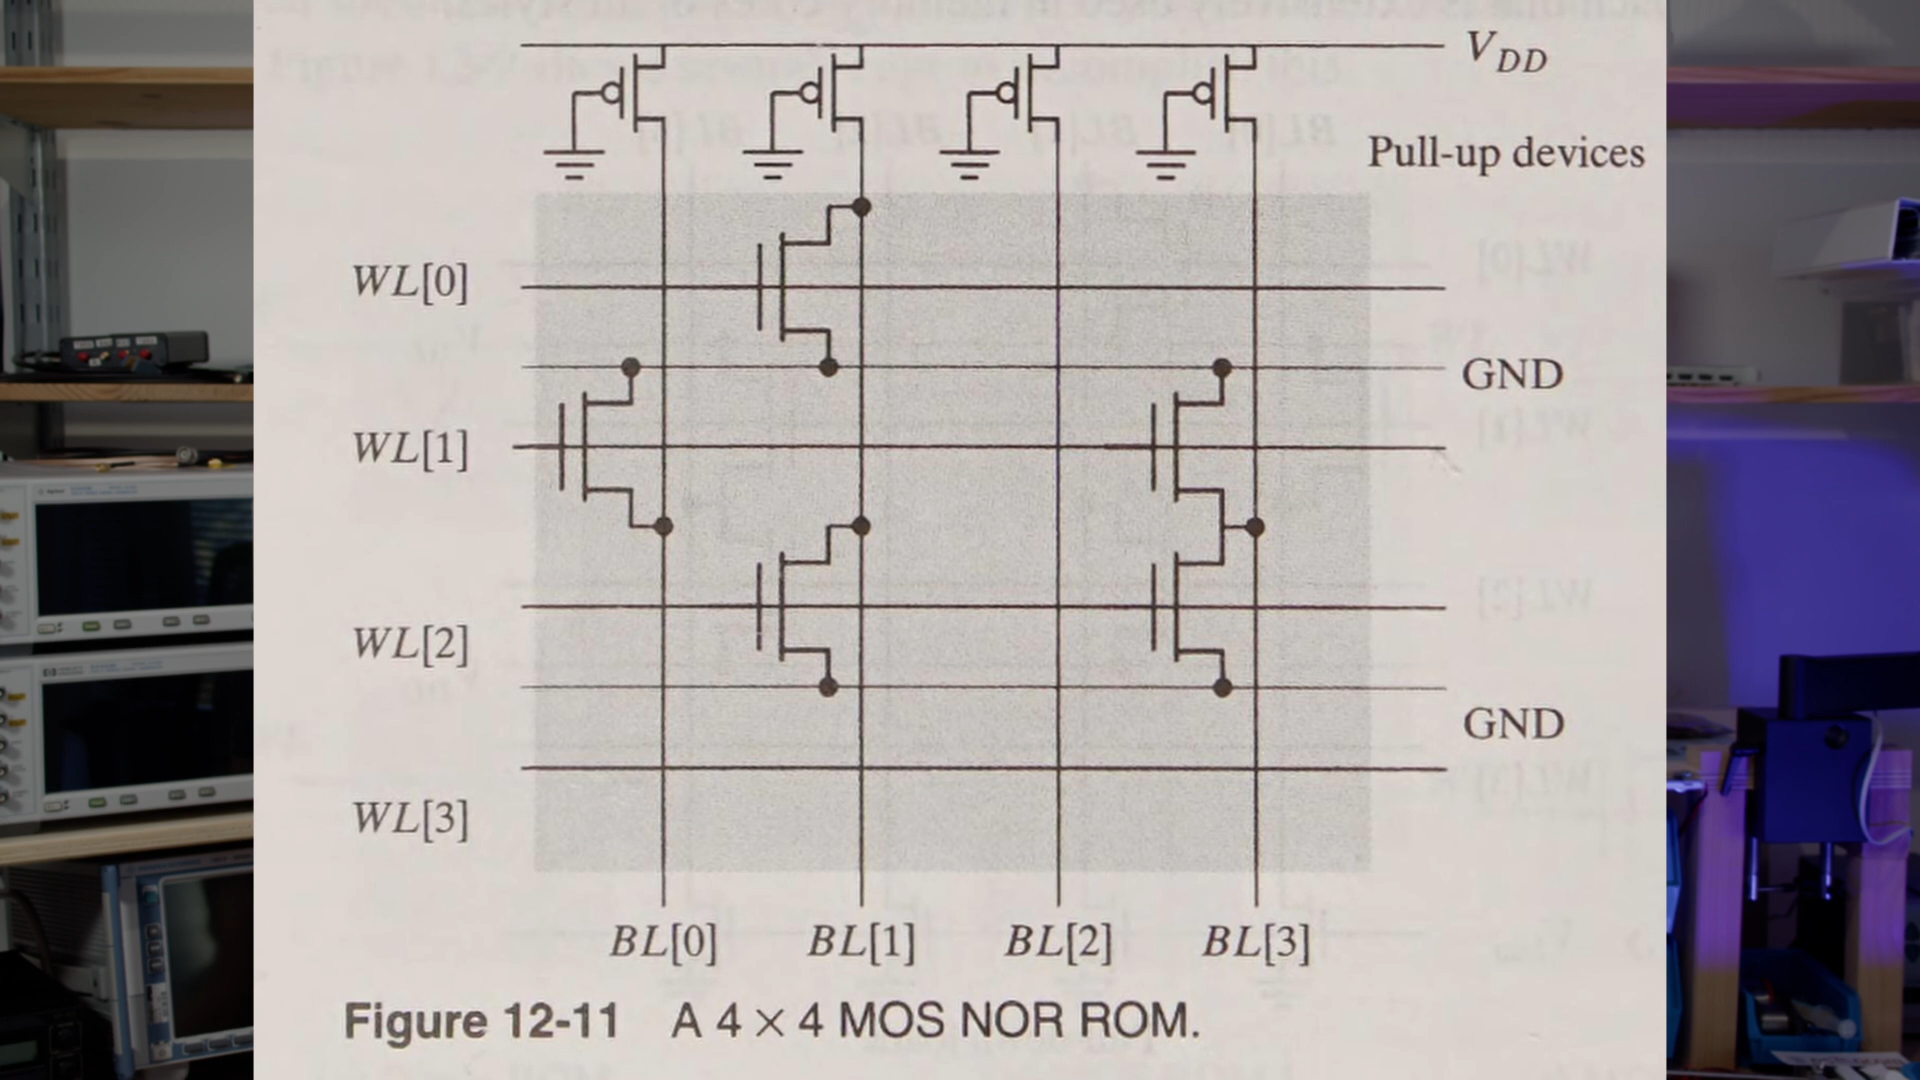 V_DD
Pull-up devices
WL[0]
GND
WL[1]
WL[2]
GND
WL[3]
BL[0] BL[1] BL[2] BL[3]
Figure 12-11 A 4 × 4 MOS NOR ROM.